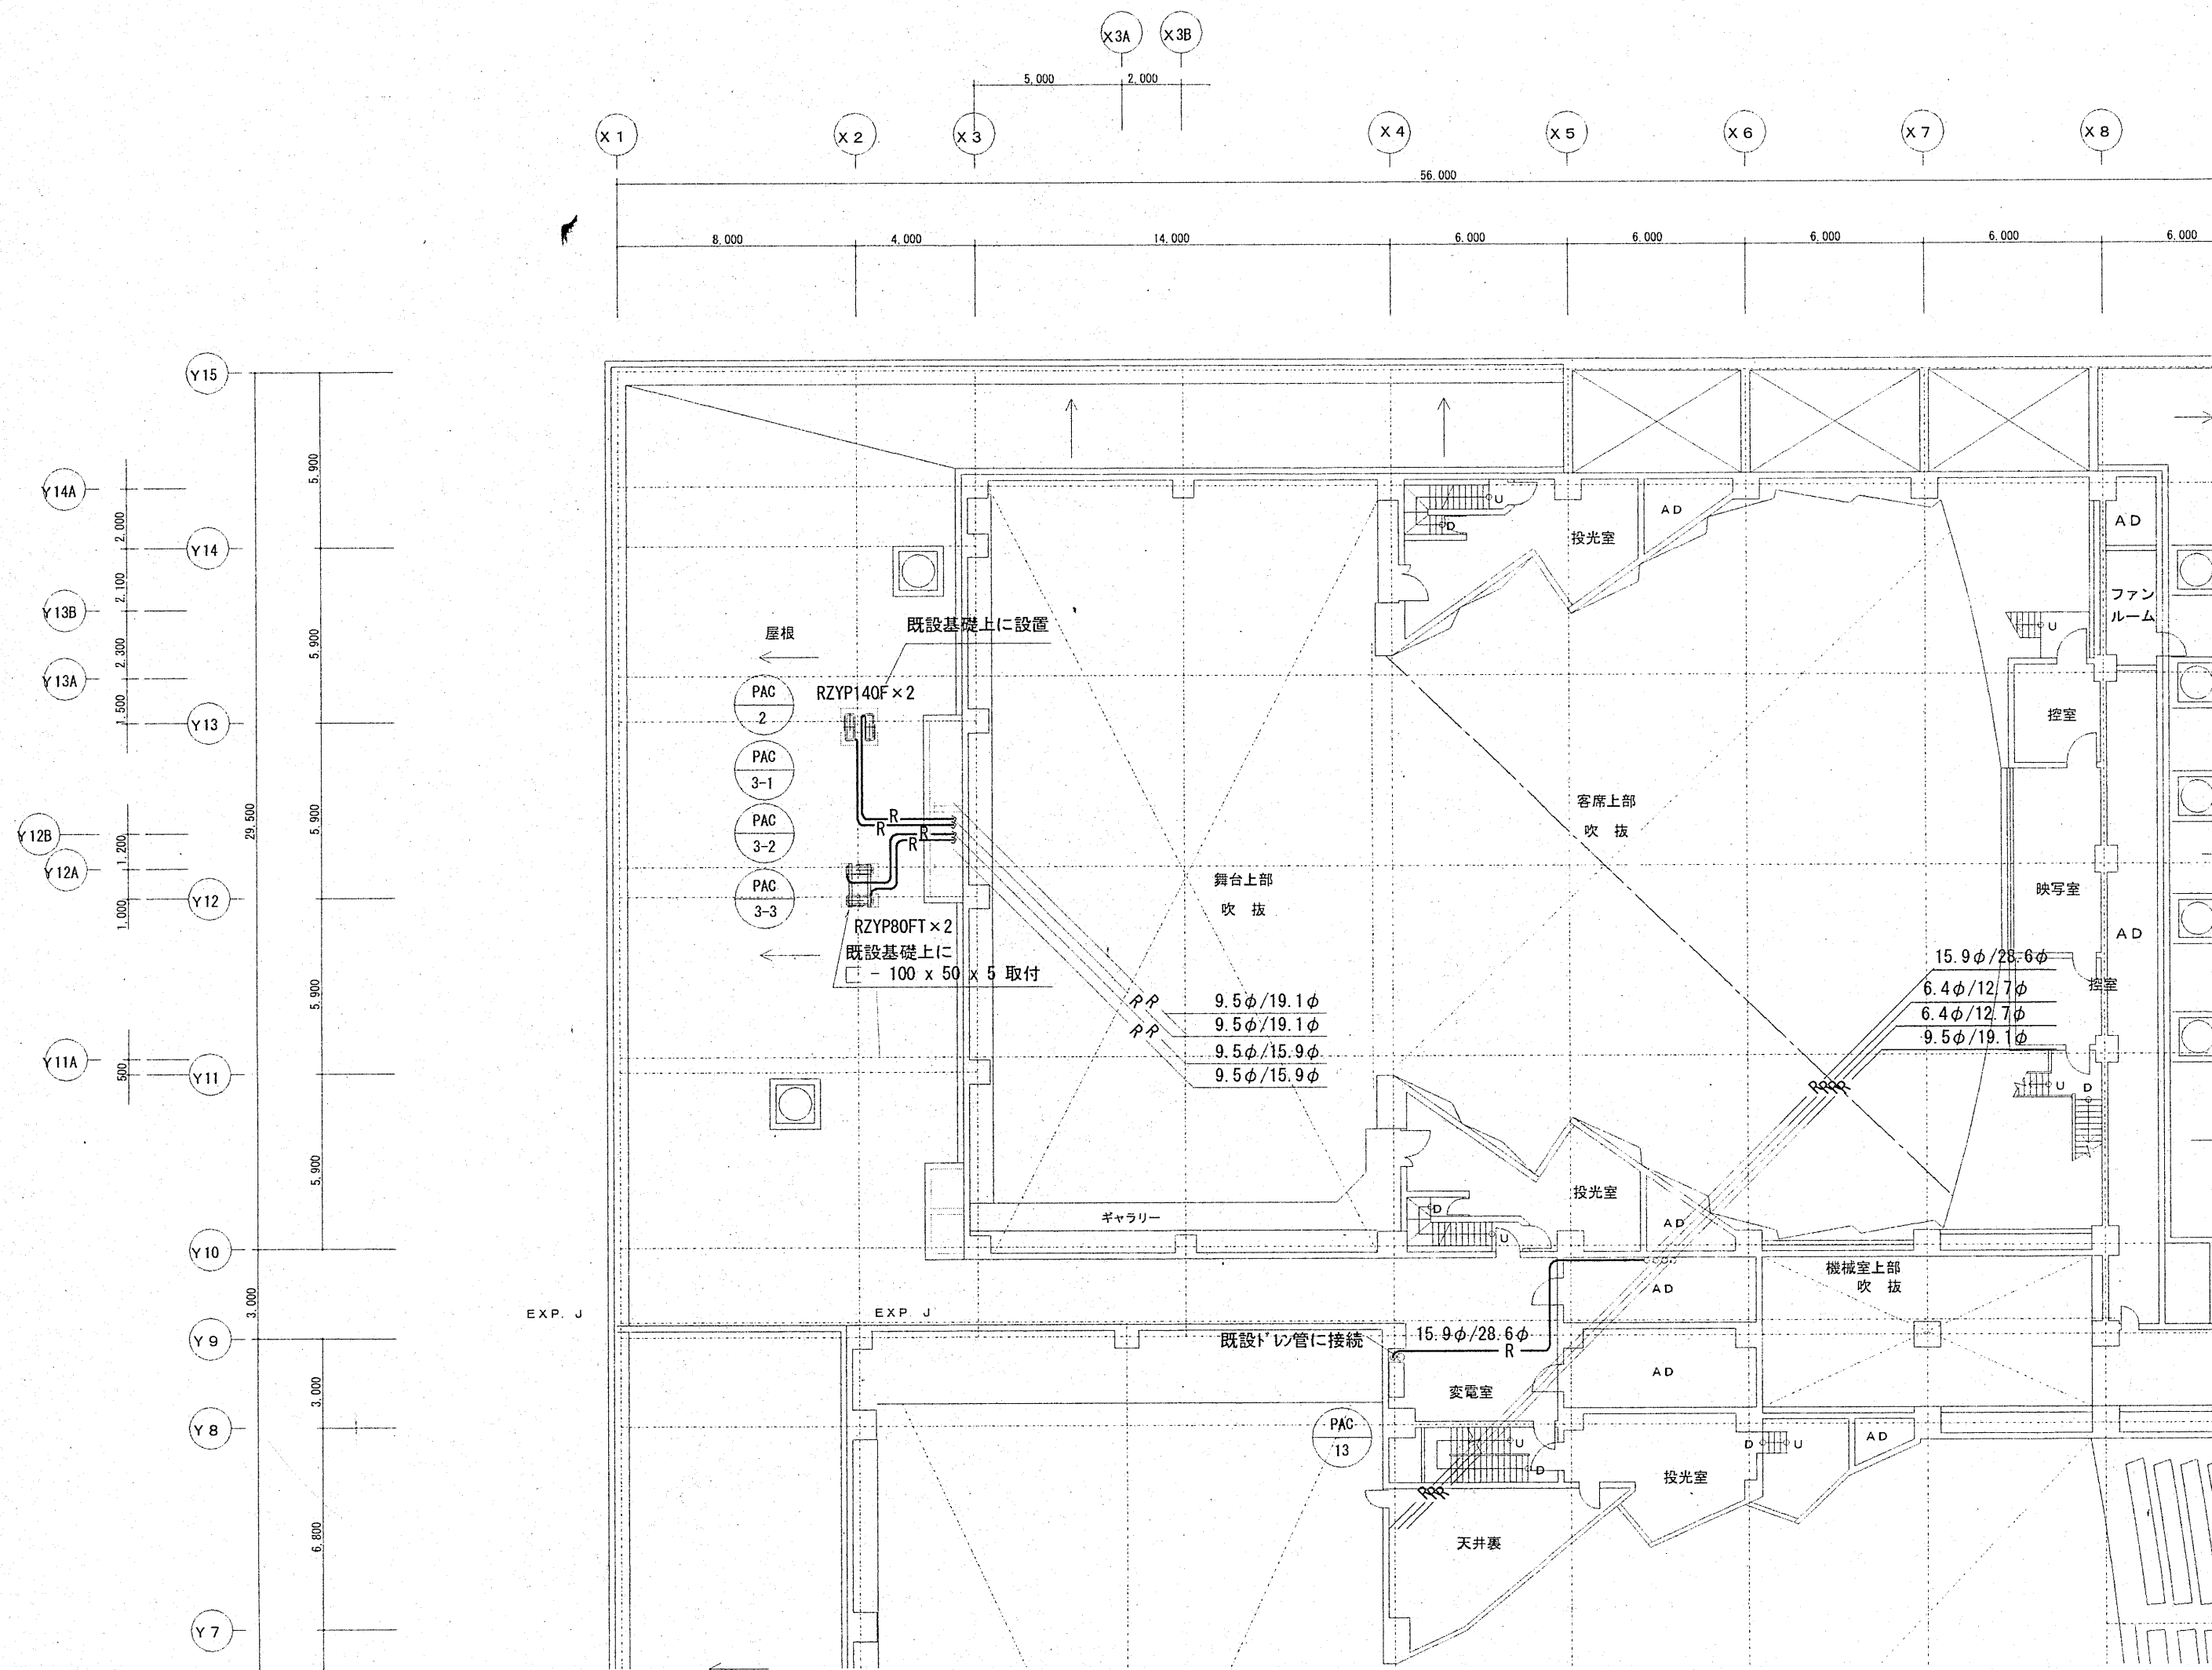 X3A
X3B
5,000
2,000
X1
X2
X3
X4
X5
X6
X7
X8
56.000
8,000
4,000
14,000
6,000
6,000
6,000
6,000
6,000
Y15
5,900
Y14A
2,000
Y14
2,100
Y13B
2.300
5,900
Y13A
1,500
Y13
Y12B
1.200
29,500
5,900
Y12A
1.000
Y12
5,900
Y11A
500
Y11
5,900
Y10
3,000
Y9
3,000
Y8
6,800
Y7
U
D
投光室
AD
AD
ファン
ルーム
U
控室
屋根
既設基礎上に設置
PAC
2
RZYP140F×2
PAC
3-1
PAC
3-2
PAC
3-3
R
R
R
R
RZYP80FT×2
既設基礎上に
□ - 100 x 50 x 5 取付
舞台上部
吹 抜
客席上部
吹 抜
映写室
AD
控室
R R
R R
9.5φ/19.1φ
9.5φ/19.1φ
9.5φ/15.9φ
9.5φ/15.9φ
15.9φ/28.6φ
6.4φ/12.7φ
6.4φ/12.7φ
9.5φ/19.1φ
RRRR
U
D
投光室
AD
D
U
ギャラリー
機械室上部
吹 抜
AD
EXP. J
EXP. J
既設ドレン管に接続
15.9φ/28.6φ
R
AD
変電室
PAC
13
U
D
D
U
AD
投光室
RRR
天井裏